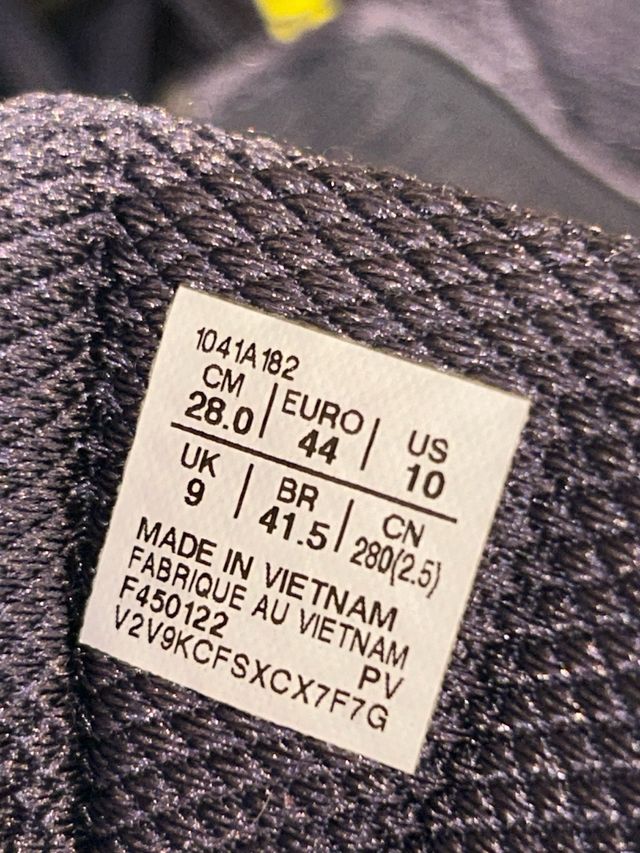 1041A182
CM | EURO | US
28.0 | 44 | 10
UK | BR | CN
9 | 41.5 | 280(2.5)
MADE IN VIETNAM
FABRIQUE AU VIETNAM
F450122 PV
V2V9KCFSXCX7F7G